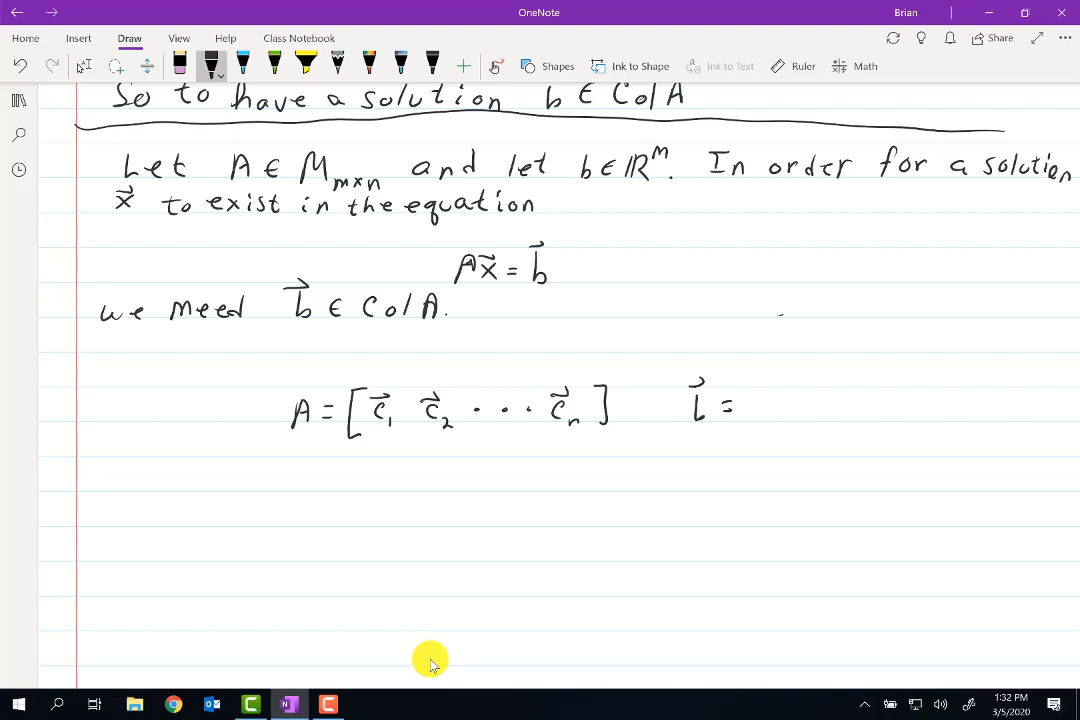 OneNote
Brian
Home Insert Draw View Help Class Notebook
Share
Shapes Ink to Shape Ink to Text Ruler Math
So to have a solution b ∈ Col A
Let A ∈ M_{m×n} and let b ∈ ℝ^m. In order for a solution
x⃗ to exist in the equation
Ax⃗ = b⃗
we need b⃗ ∈ Col A.
A = [c⃗₁ c⃗₂ ··· c⃗ₙ] b⃗ =
1:32 PM
3/5/2020